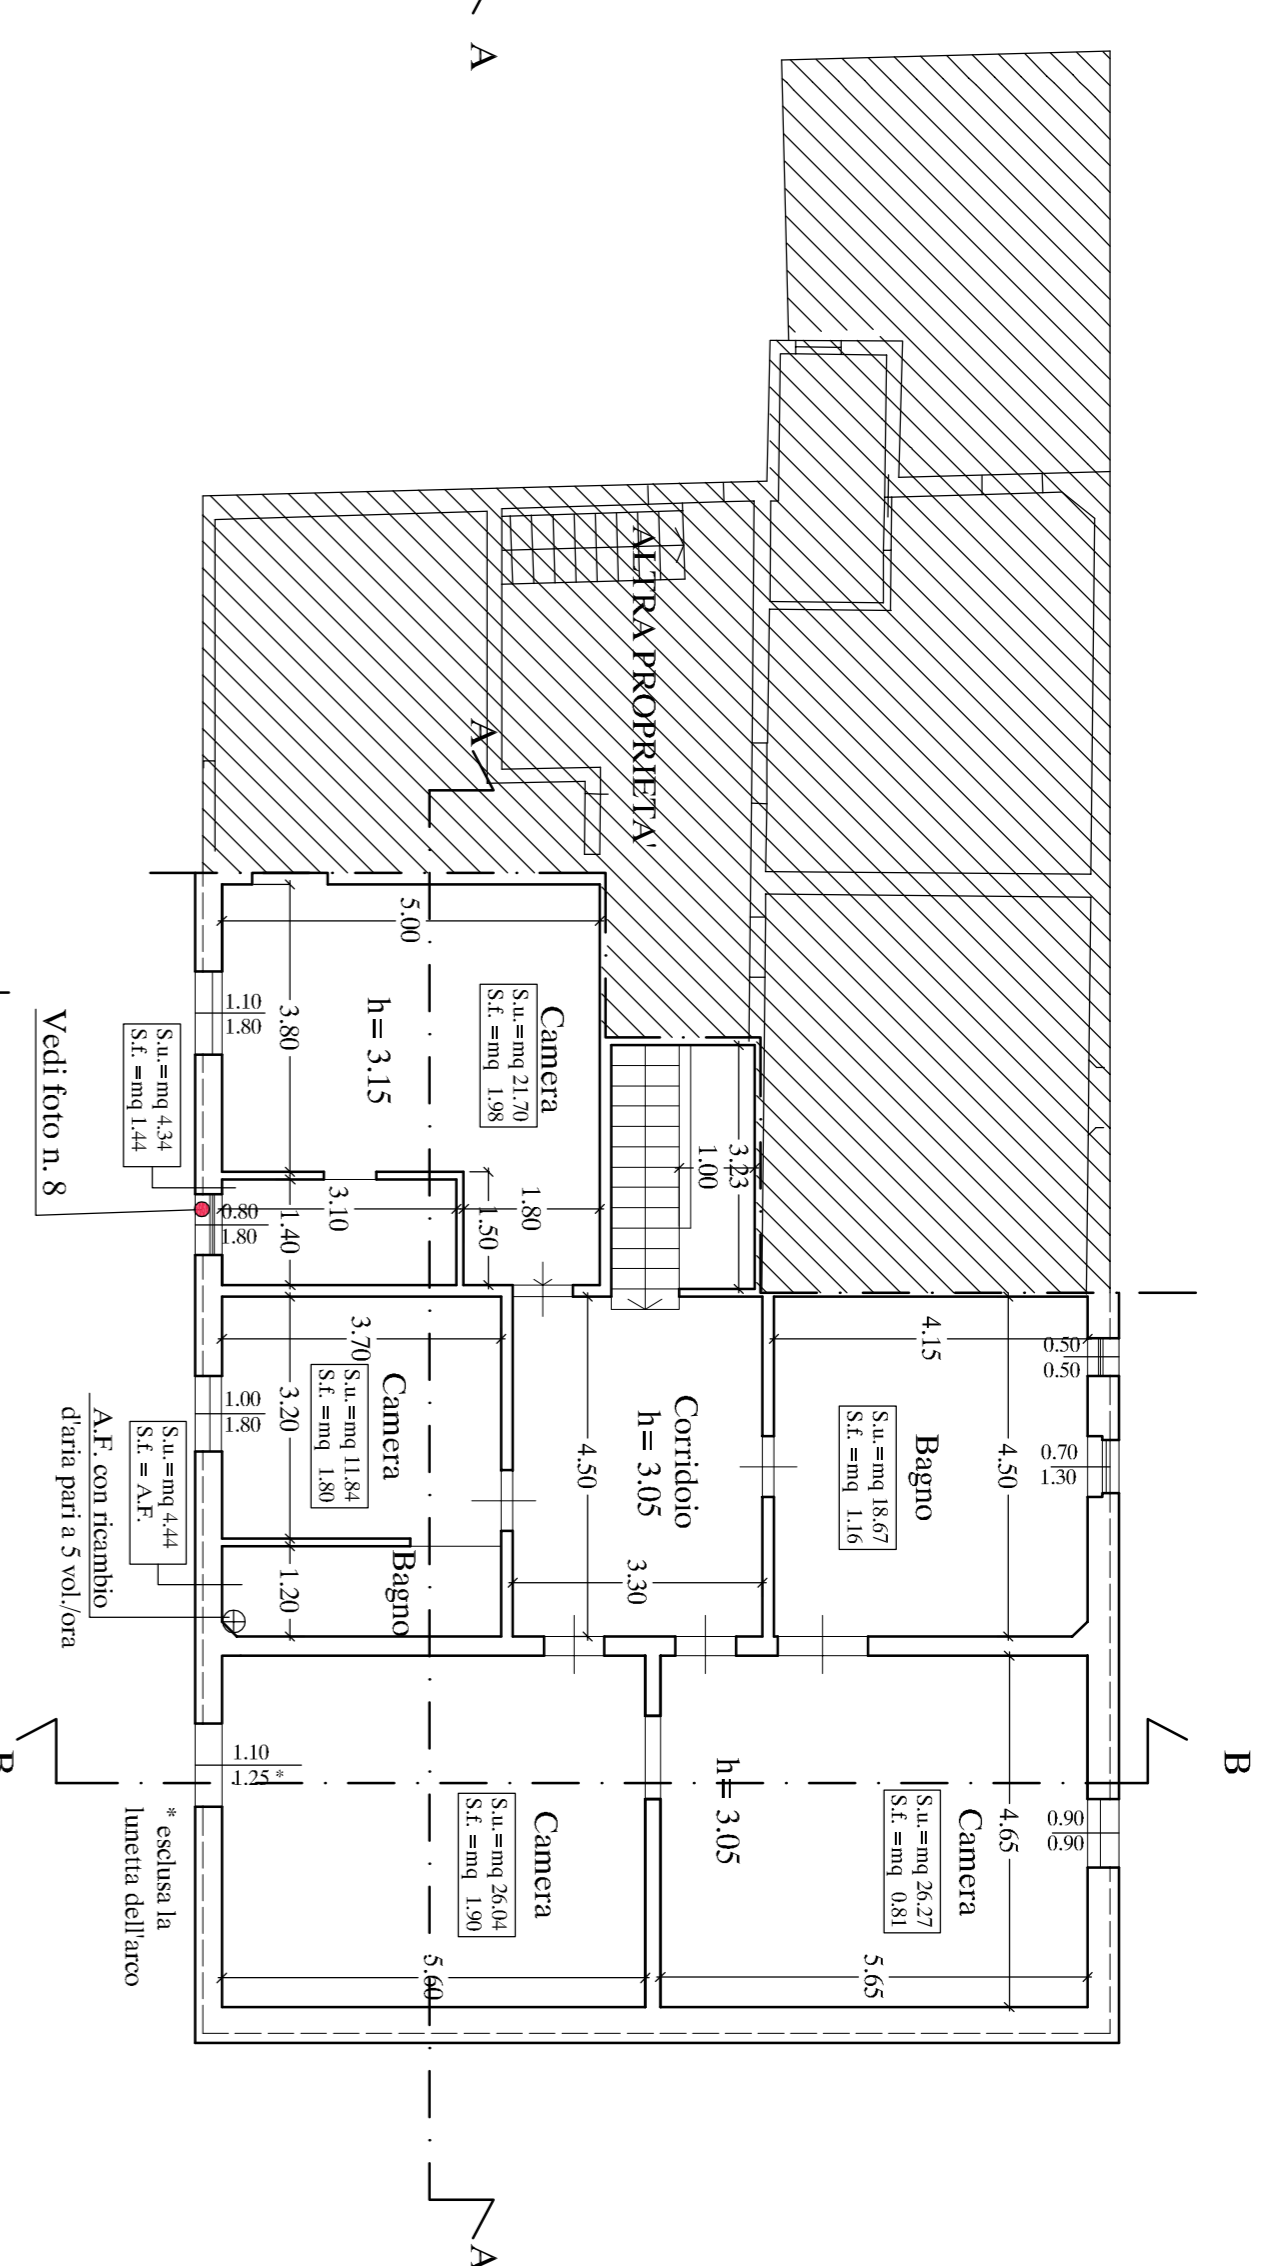 A
B
ALTRA PROPRIETA'
A
3.23
1.00
4.15
0.50
0.50
0.70
1.30
4.50
Bagno
S.u.=mq 18.67
S.f. =mq 1.16
Corridoio
h= 3.05
4.50
3.30
Camera
S.u.=mq 21.70
S.f. =mq 1.98
5.00
h= 3.15
3.80
1.10
1.80
1.80
1.50
3.10
1.40
0.80
1.80
S.u.=mq 4.34
S.f. =mq 1.44
Vedi foto n. 8
3.70
Camera
S.u.=mq 11.84
S.f. =mq 1.80
3.20
1.00
1.80
Bagno
1.20
S.u.=mq 4.44
S.f. = A.F.
A.F. con ricambio
d'aria pari a 5 vol./ora
0.90
0.90
4.65
Camera
S.u.=mq 26.27
S.f. =mq 0.81
h= 3.05
5.65
Camera
S.u.=mq 26.04
S.f. =mq 1.90
5.60
1.10
1.25 *
* esclusa la
lunetta dell'arco
B
A